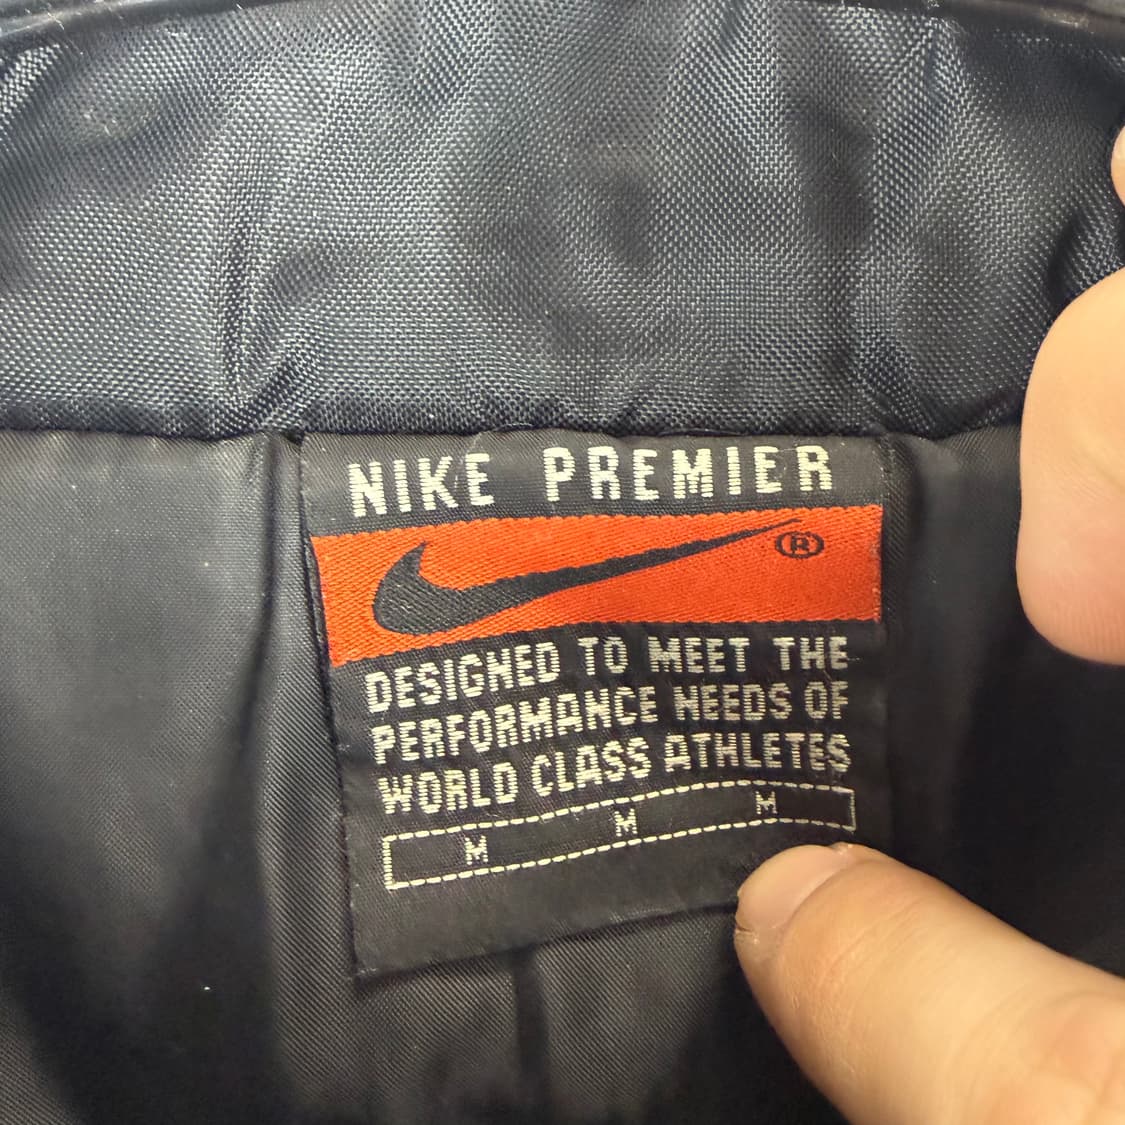 NIKE PREMIER
®
DESIGNED TO MEET THE
PERFORMANCE NEEDS OF
WORLD CLASS ATHLETES
M M M